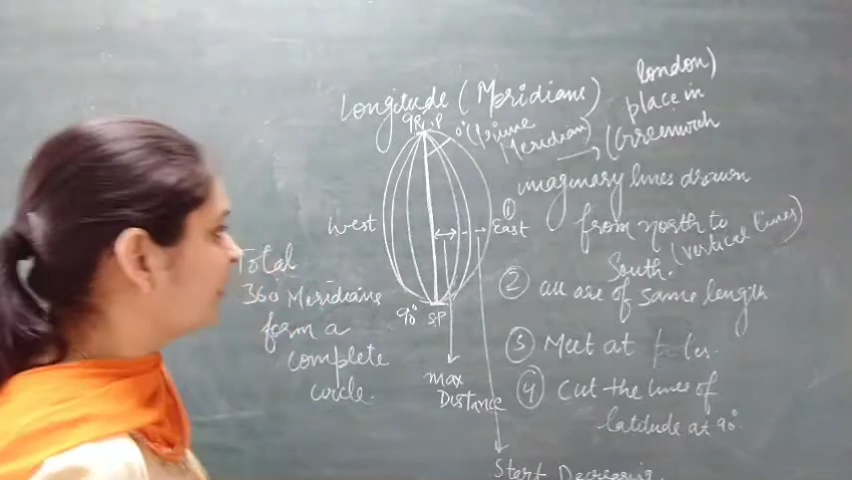 Longitude (Meridians)
90° N.P
0° (Prime
Meridian)
→ (Greenwich
place in
london)
West
East
90° S.P
max
Distance
Start Decreasing.
Total
360 Meridians
form a
complete
circle.
① imaginary lines drawn
from north to
South. (vertical lines)
② all are of same length
③ Meet at
④ Cut the lines of
latitude at 90°